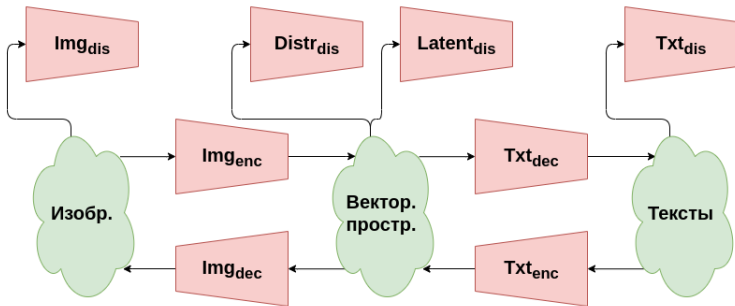 Img_dis
Distr_dis
Latent_dis
Txt_dis
Img_enc
Txt_dec
Изобр.
Вектор.
простр.
Тексты
Img_dec
Txt_enc